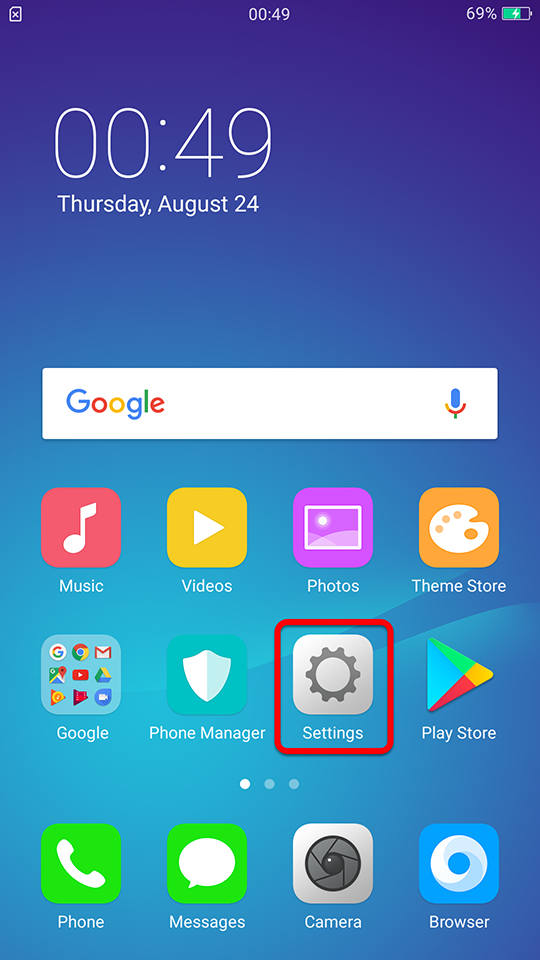 00:49
69%
00:49
Thursday, August 24
Google
Music Videos Photos Theme Store
Google Phone Manager Settings Play Store
Phone Messages Camera Browser